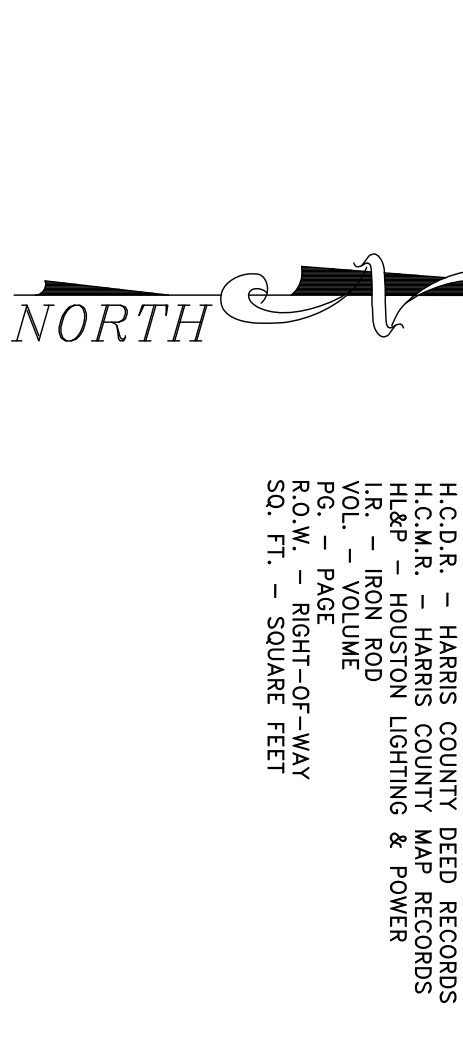 NORTH
N
H.C.D.R. – HARRIS COUNTY DEED RECORDS
H.C.M.R. – HARRIS COUNTY MAP RECORDS
HL&P – HOUSTON LIGHTING & POWER
I.R. – IRON ROD
VOL. – VOLUME
PG. – PAGE
R.O.W. – RIGHT–OF–WAY
SQ. FT. – SQUARE FEET